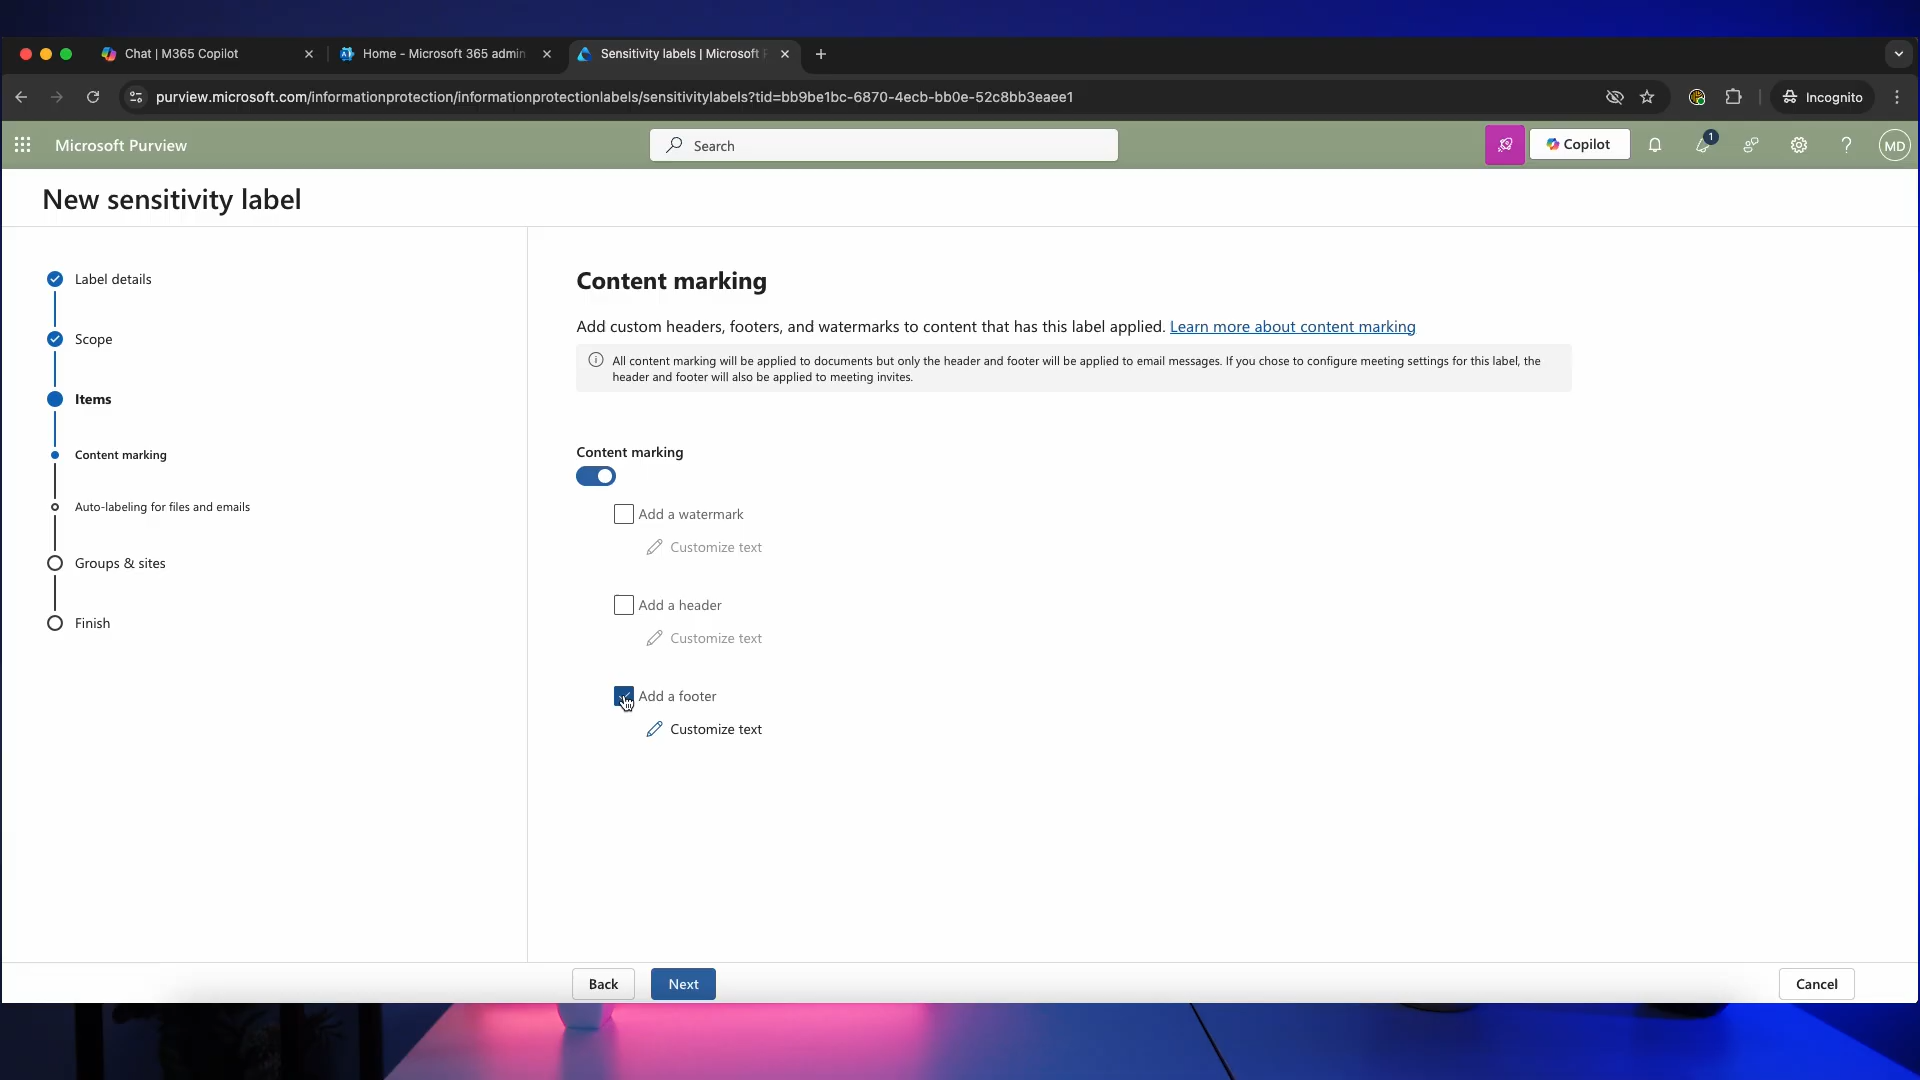 Chat | M365 Copilot
Home - Microsoft 365 admin
Sensitivity labels | Microsoft
purview.microsoft.com/informationprotection/informationprotectionlabels/sensitivitylabels?tid=bb9be1bc-6870-4ecb-bb0e-52c8bb3eaee1
Incognito
Microsoft Purview
Search
Copilot
1
MD
New sensitivity label
Label details
Scope
Items
Content marking
Auto-labeling for files and emails
Groups & sites
Finish
Content marking
Add custom headers, footers, and watermarks to content that has this label applied. Learn more about content marking
All content marking will be applied to documents but only the header and footer will be applied to email messages. If you chose to configure meeting settings for this label, the
header and footer will also be applied to meeting invites.
Content marking
Add a watermark
Customize text
Add a header
Customize text
Add a footer
Customize text
Back
Next
Cancel